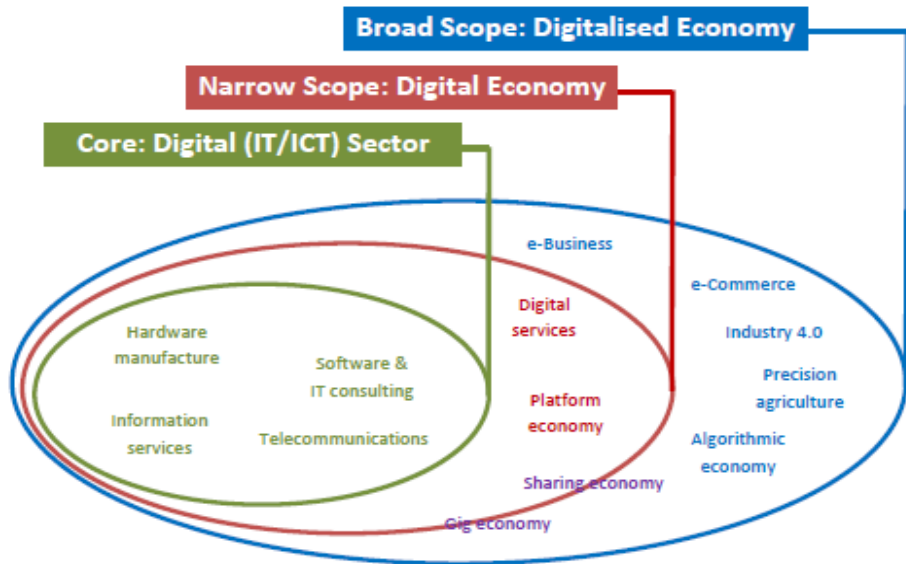 Broad Scope: Digitalised Economy
Narrow Scope: Digital Economy
Core: Digital (IT/ICT) Sector
e-Business
e-Commerce
Digital
services
Industry 4.0
Hardware
manufacture
Software &
IT consulting
Precision
agriculture
Platform
economy
Information
services
Telecommunications
Algorithmic
economy
Sharing economy
Gig economy